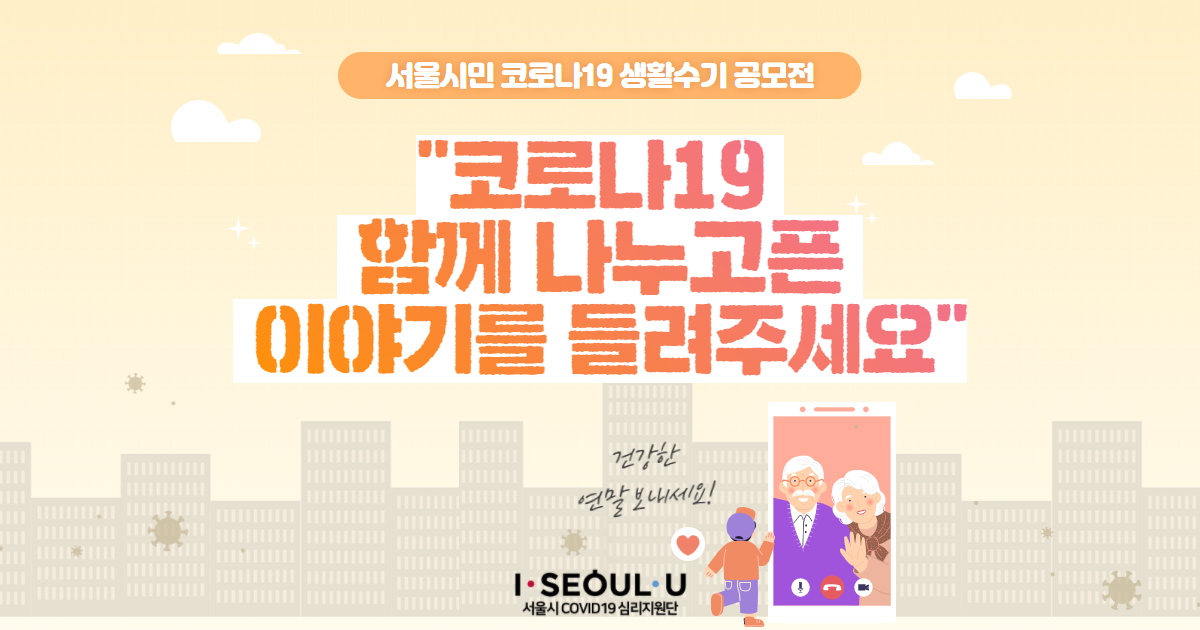 서울시민 코로나19 생활수기 공모전
"코로나19
함께 나누고픈
이야기를 들려주세요"
건강한
연말 보내세요!
I·SEOUL·U
서울시 COVID19 심리지원단